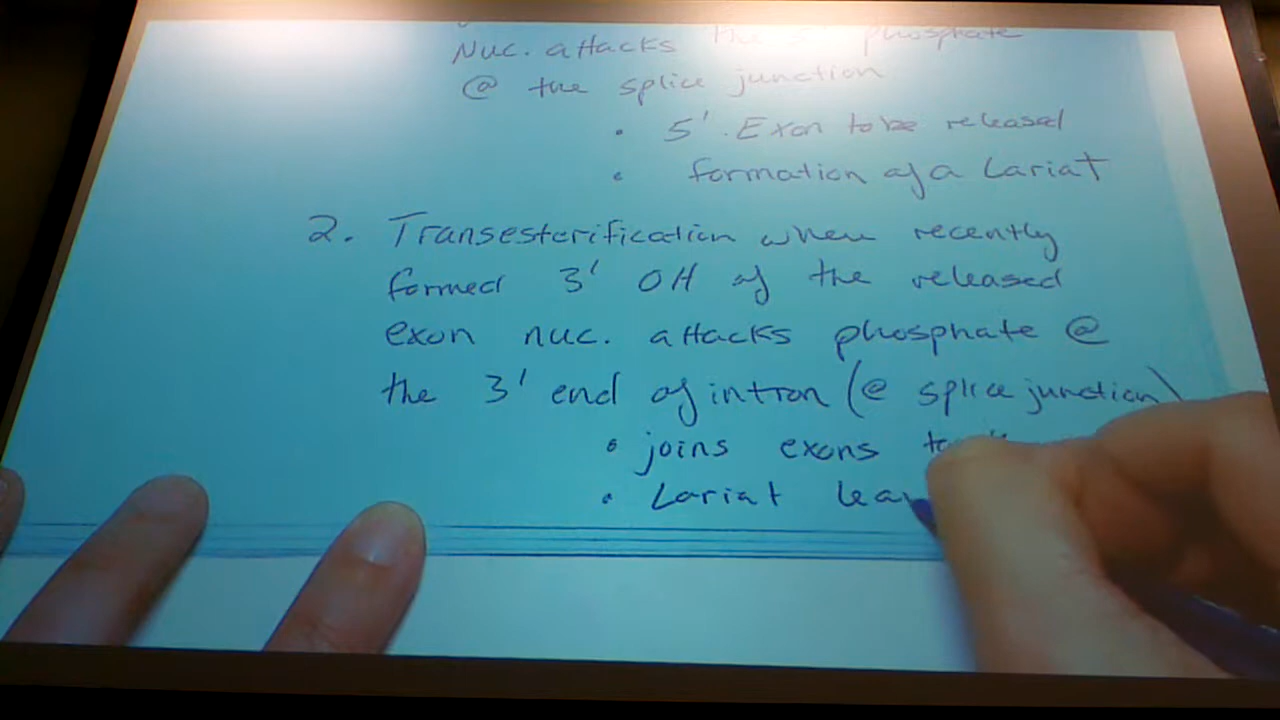 Nuc. attacks the 5' phosphate
@ the splice junction
• 5'. Exon to be released
• formation of a Lariat
2. Transesterification when recently
formed 3' OH of the released
exon nuc. attacks phosphate @
the 3' end of intron (@ splice junction)
• joins exons
• Lariat